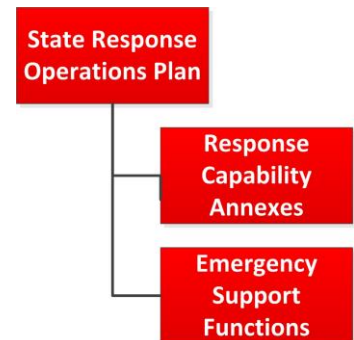 State Response
Operations Plan
Response
Capability
Annexes
Emergency
Support
Functions